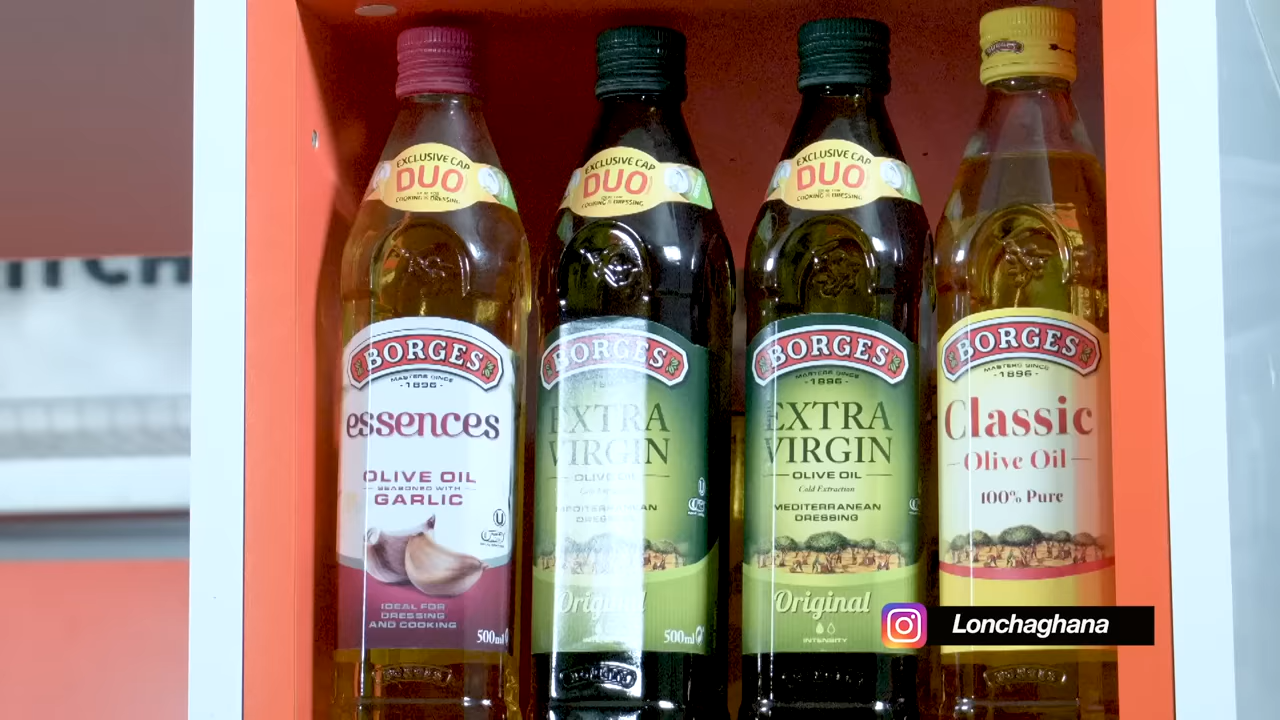 EXCLUSIVE CAP
DUO
COOKING & DRESSING
BORGES
MASTERS SINCE
-1896-
essences
OLIVE OIL
SEASONED WITH
GARLIC
U
IDEAL FOR
DRESSING
AND COOKING
500ml
EXCLUSIVE CAP
DUO
COOKING & DRESSING
BORGES
EXTRA
VIRGIN
OLIVE OIL
MEDITERRANEAN
DRESSING
Original
500ml
EXCLUSIVE CAP
DUO
COOKING & DRESSING
BORGES
MASTERS SINCE
-1896-
EXTRA
VIRGIN
OLIVE OIL
Cold Extraction
MEDITERRANEAN
DRESSING
Original
INTENSITY
BORGES
MASTERS SINCE
-1896-
Classic
Olive Oil
100% Pure
Lonchaghana